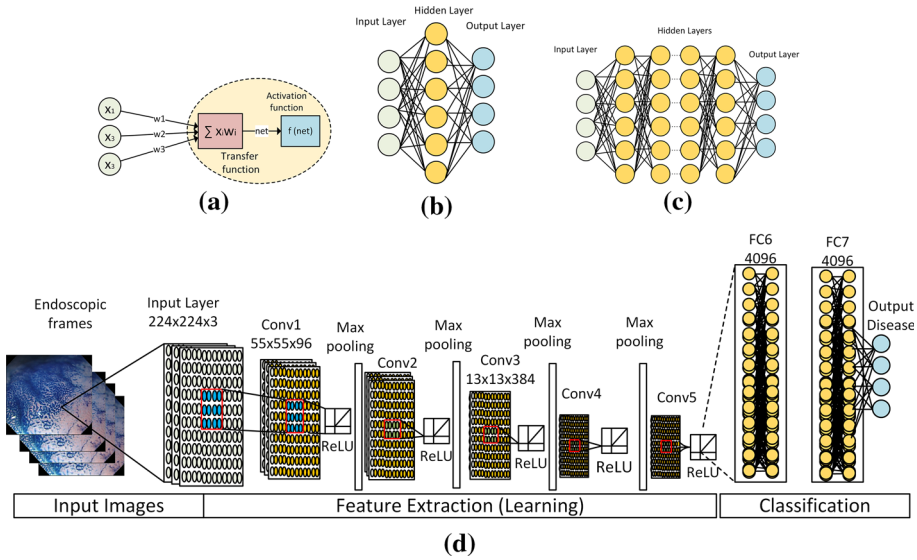 X1
X3
X3
w1
w2
w3
∑ XiWi
Transfer
function
net
Activation
function
f (net)
(a)
Input Layer
Hidden Layer
Output Layer
(b)
Input Layer
Hidden Layers
Output Layer
(c)
Endoscopic
frames
Input Layer
224x224x3
Conv1
55x55x96
ReLU
Max
pooling
Conv2
ReLU
Max
pooling
Conv3
13x13x384
ReLU
Max
pooling
Conv4
ReLU
Max
pooling
Conv5
ReLU
FC6
4096
FC7
4096
Output
Disease
Input Images
Feature Extraction (Learning)
Classification
(d)